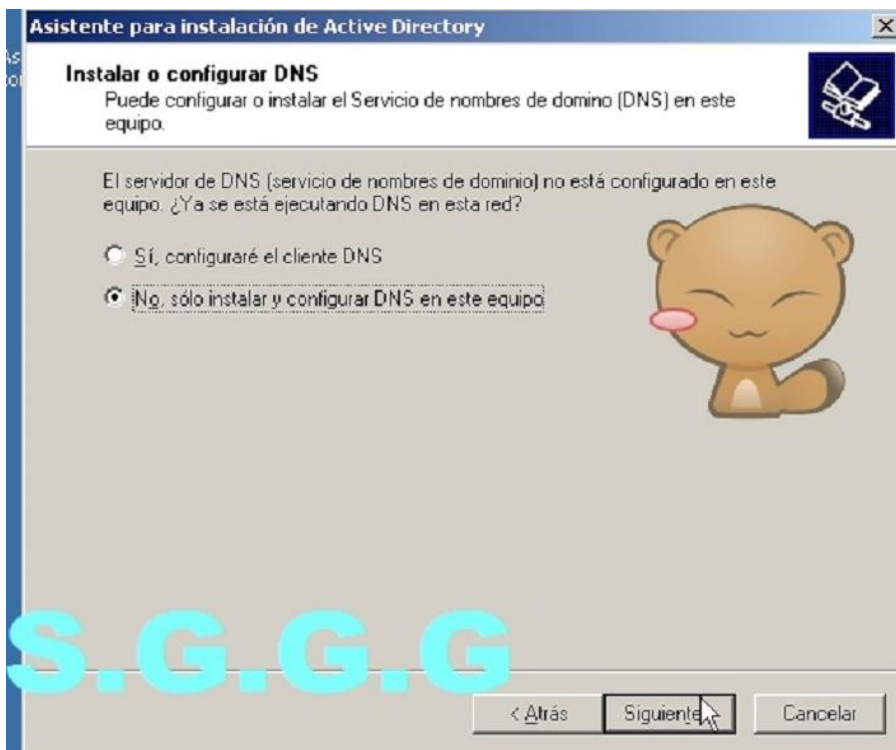 Asistente para instalación de Active Directory
Instalar o configurar DNS
Puede configurar o instalar el Servicio de nombres de domino (DNS) en este
equipo.
El servidor de DNS (servicio de nombres de dominio) no está configurado en este
equipo. ¿Ya se está ejecutando DNS en esta red?
Sí, configuraré el cliente DNS
No, sólo instalar y configurar DNS en este equipo
S.G.G.G
< Atrás
Siguiente
Cancelar